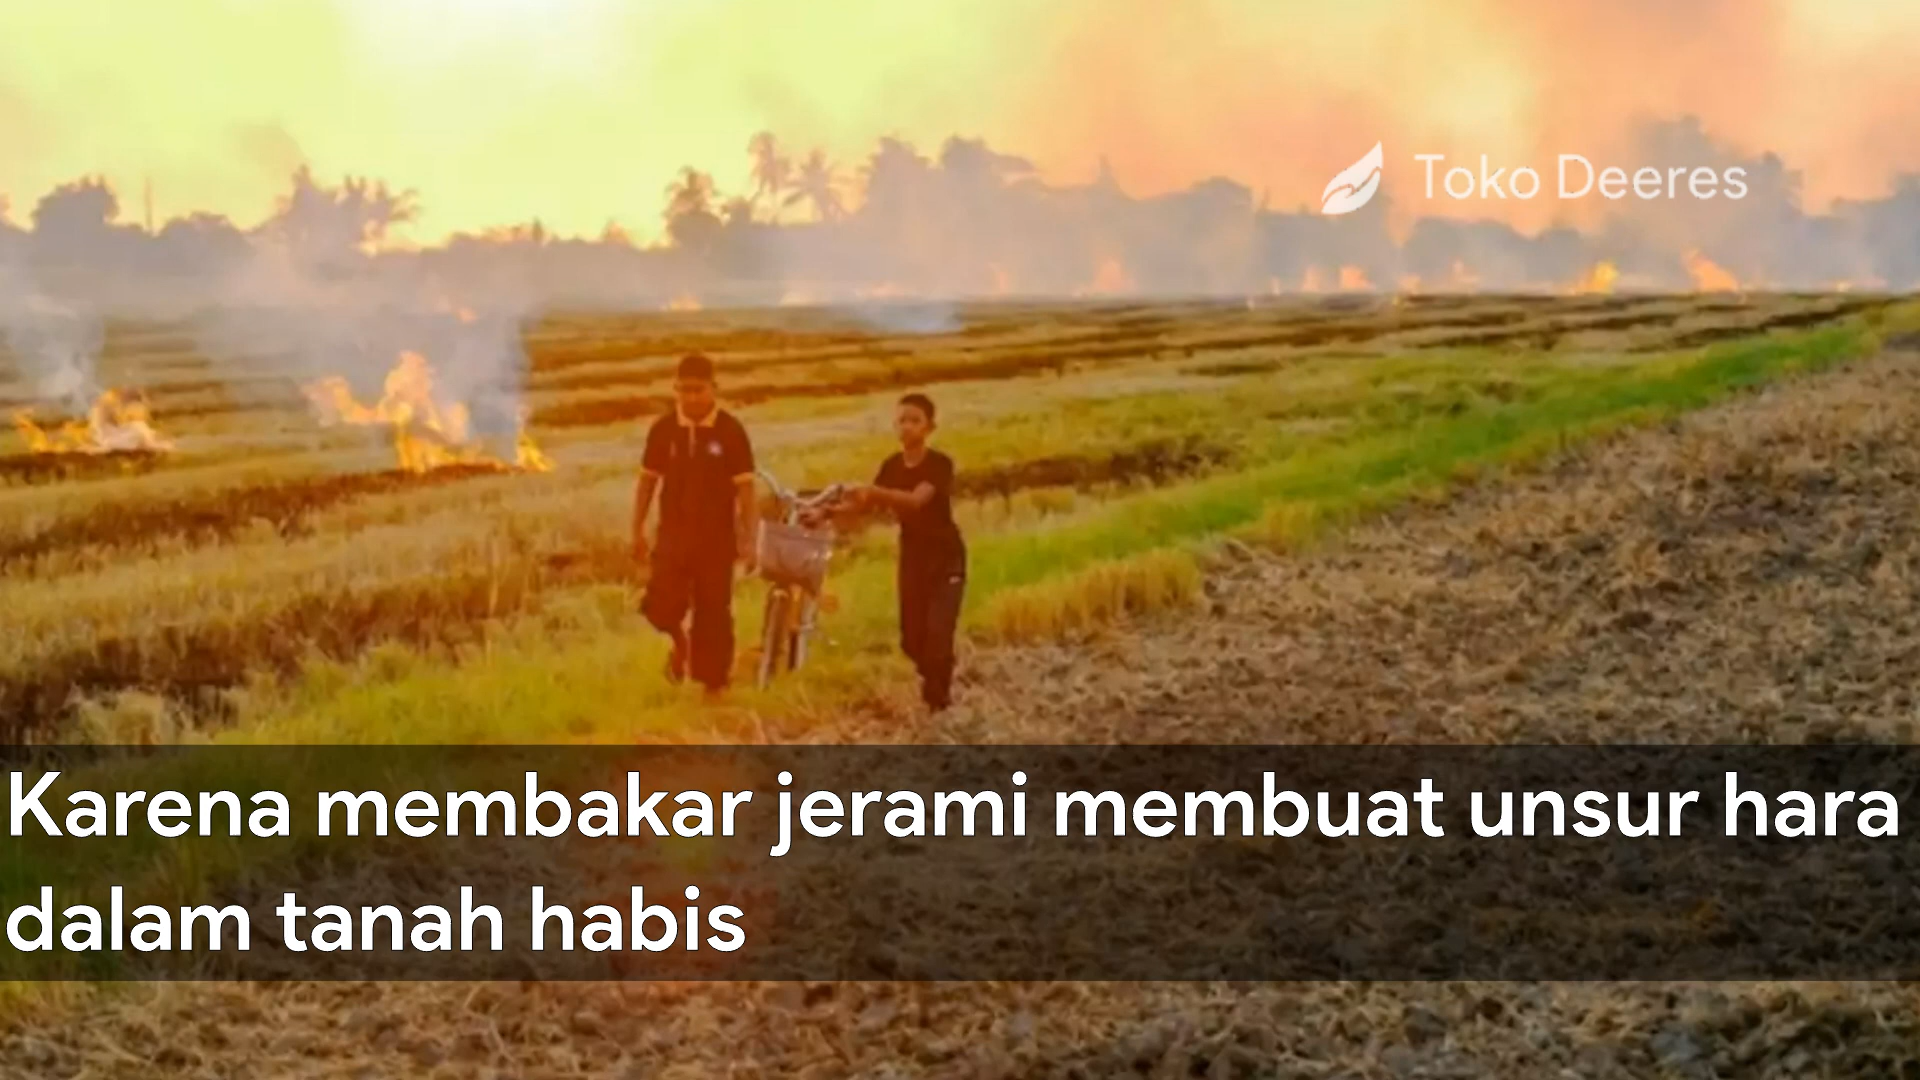 Toko Deeres
Karena membakar jerami membuat unsur hara
dalam tanah habis